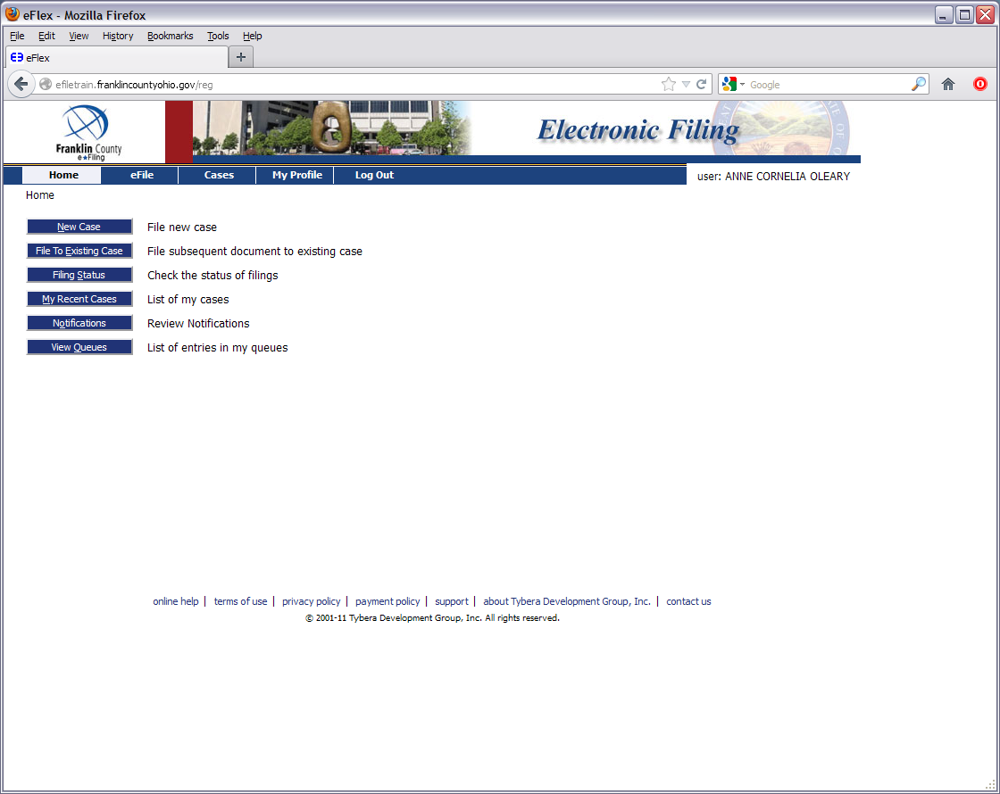 eFlex - Mozilla Firefox
File Edit View History Bookmarks Tools Help
eFlex
efiletrain.franklincountyohio.gov/reg
Google
Franklin County
e★Filing
Electronic Filing
Home eFile Cases My Profile Log Out
user: ANNE CORNELIA OLEARY
Home
New Case File new case
File To Existing Case File subsequent document to existing case
Filing Status Check the status of filings
My Recent Cases List of my cases
Notifications Review Notifications
View Queues List of entries in my queues
online help | terms of use | privacy policy | payment policy | support | about Tybera Development Group, Inc. | contact us
© 2001-11 Tybera Development Group, Inc. All rights reserved.